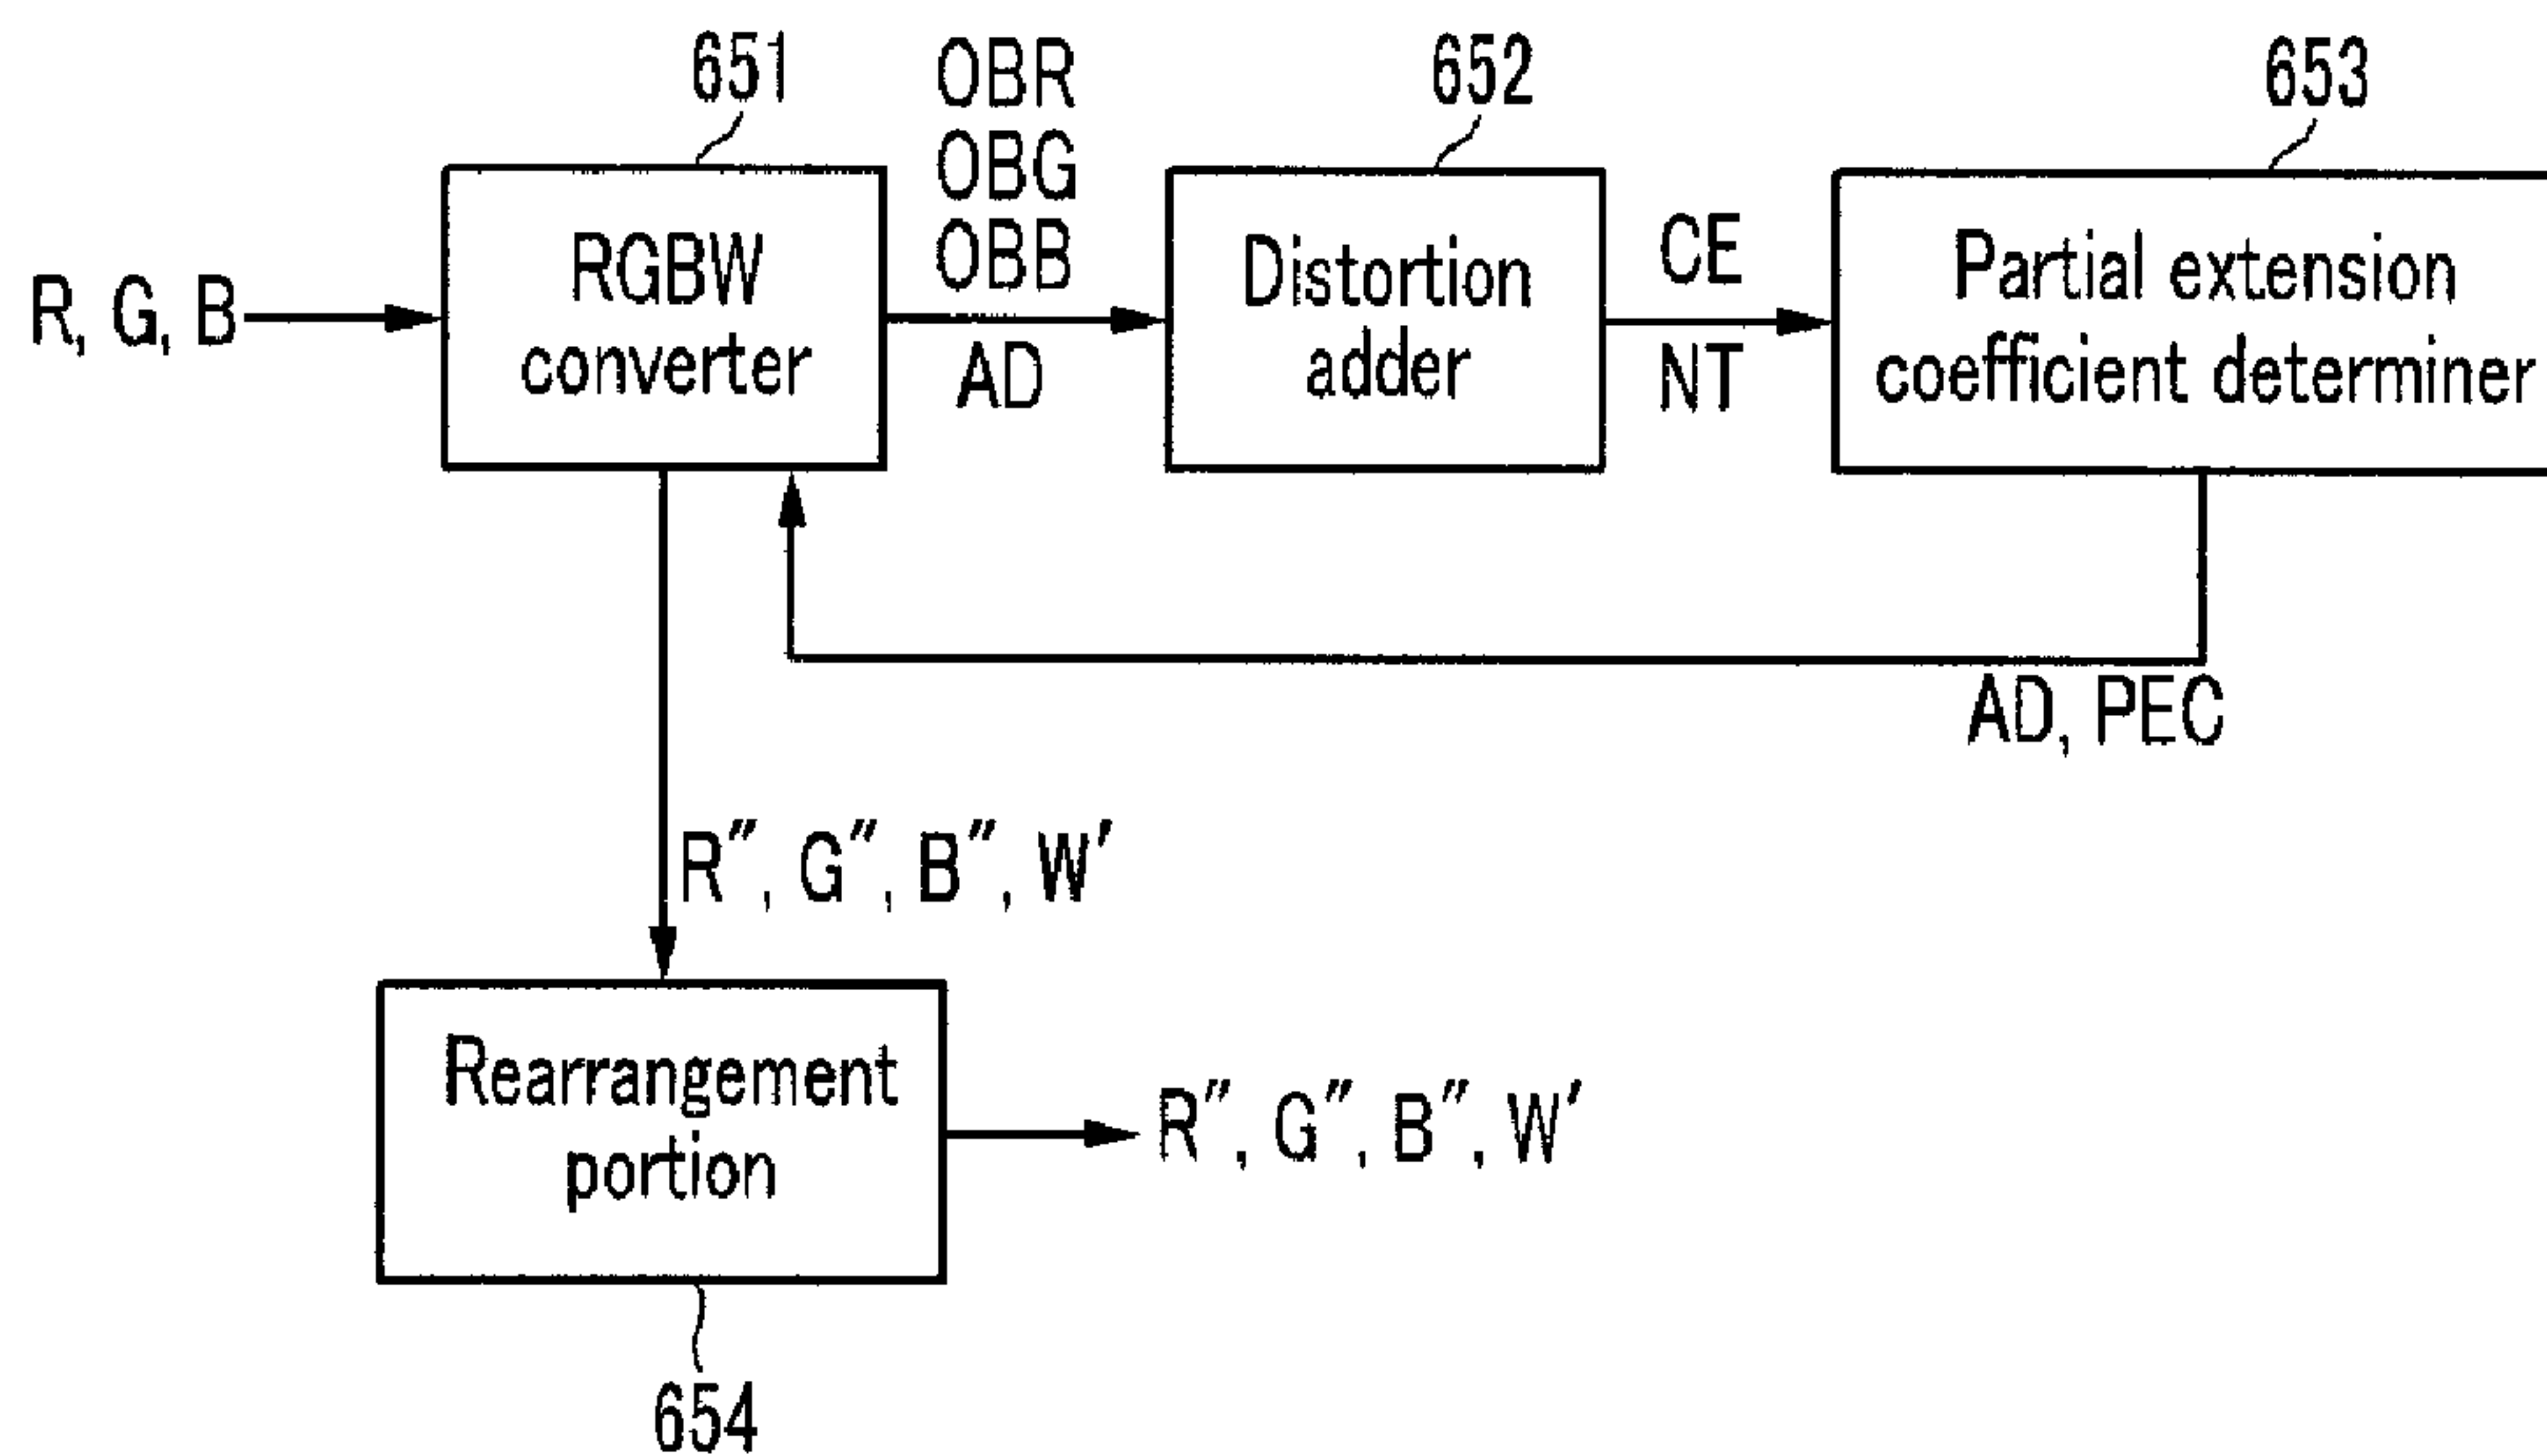 651
OBR
OBG
OBB
652
653
R, G, B
RGBW
converter
AD
Distortion
adder
CE
NT
Partial extension
coefficient determiner
AD, PEC
R″, G″, B″, W′
Rearrangement
portion
R″, G″, B″, W′
654